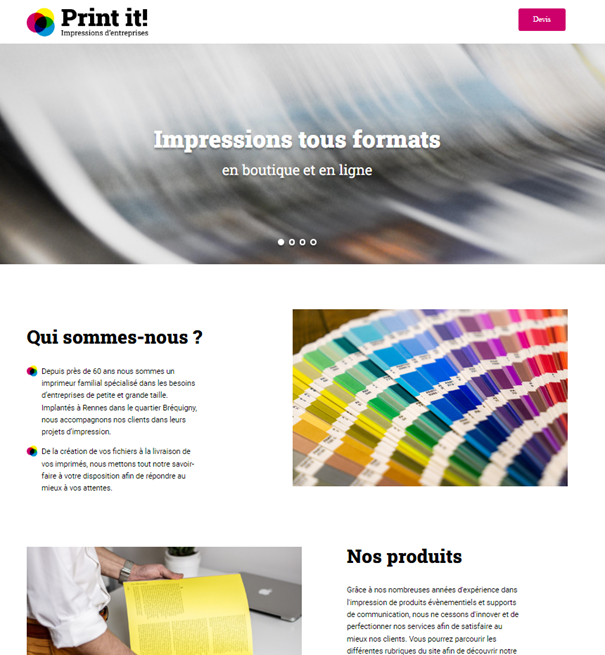 Print it!
Impressions d'entreprises
Devis
Impressions tous formats
en boutique et en ligne
Qui sommes-nous ?
Depuis près de 60 ans nous sommes un
imprimeur familial spécialisé dans les besoins
d'entreprises de petite et grande taille.
Implantés à Rennes dans le quartier Bréquigny,
nous accompagnons nos clients dans leurs
projets d'impression.
De la création de vos fichiers à la livraison de
vos imprimés, nous mettons tout notre savoir-
faire à votre disposition afin de répondre au
mieux à vos attentes.
Nos produits
Grâce à nos nombreuses années d'expérience dans
l'impression de produits évènementiels et supports
de communication, nous ne cessons d'innover et de
perfectionner nos services afin de satisfaire au
mieux nos clients. Vous pourrez parcourir les
différentes rubriques du site afin de découvrir notre